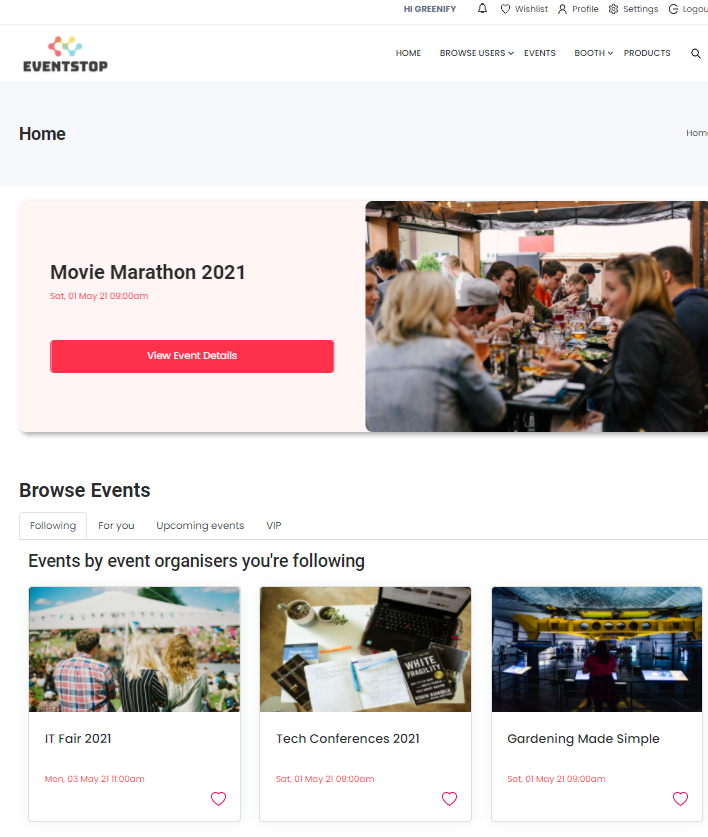 HI GREENIFY Wishlist Profile Settings Logou
EVENTSTOP
HOME BROWSE USERS EVENTS BOOTH PRODUCTS
Home
Home
Movie Marathon 2021
Sat, 01 May 21 09:00am
View Event Details
Browse Events
Following For you Upcoming events VIP
Events by event organisers you're following
WHITE
FRAGILITY
IT Fair 2021
Tech Conferences 2021
Gardening Made Simple
Mon, 03 May 21 11:00am
Sat, 01 May 21 09:00am
Sat, 01 May 21 09:00am